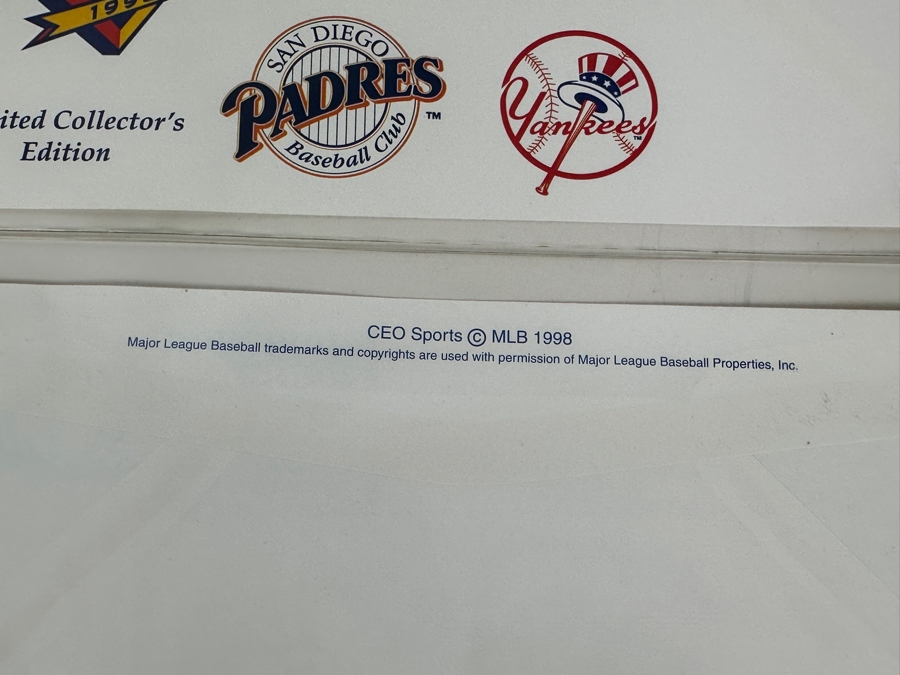 SAN DIEGO
PADRES
Baseball Club
TM
Yankees
TM
Collector's
Edition
CEO Sports © MLB 1998
Major League Baseball trademarks and copyrights are used with permission of Major League Baseball Properties, Inc.